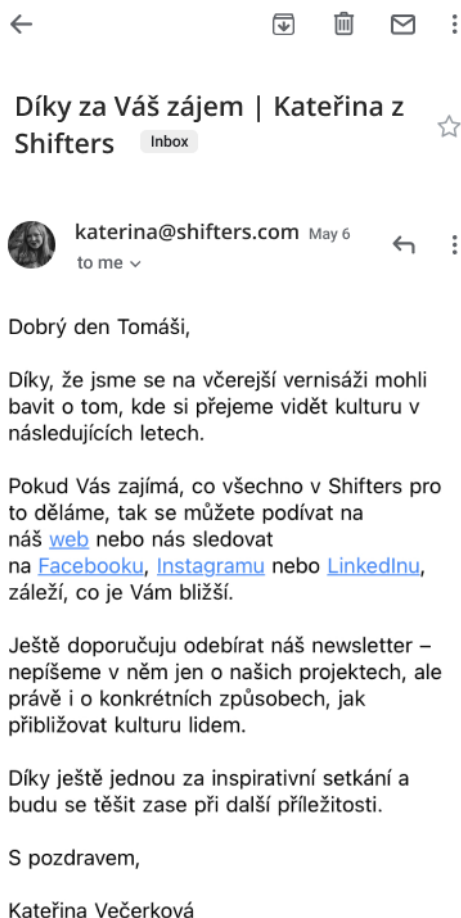 Díky za Váš zájem | Kateřina z
Shifters Inbox
katerina@shifters.com May 6
to me
Dobrý den Tomáši,
Díky, že jsme se na včerejší vernisáži mohli
bavit o tom, kde si přejeme vidět kulturu v
následujících letech.
Pokud Vás zajímá, co všechno v Shifters pro
to děláme, tak se můžete podívat na
náš web nebo nás sledovat
na Facebooku, Instagramu nebo LinkedInu,
záleží, co je Vám bližší.
Ještě doporučuju odebírat náš newsletter –
nepíšeme v něm jen o našich projektech, ale
právě i o konkrétních způsobech, jak
přibližovat kulturu lidem.
Díky ještě jednou za inspirativní setkání a
budu se těšit zase při další příležitosti.
S pozdravem,
Kateřina Večerková